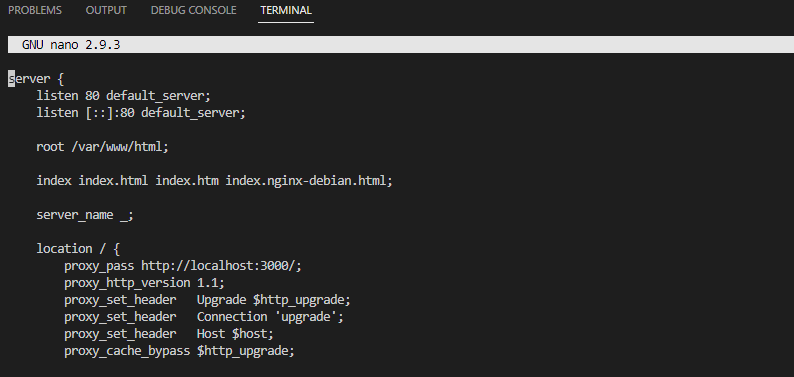 PROBLEMS OUTPUT DEBUG CONSOLE TERMINAL
GNU nano 2.9.3
server {
    listen 80 default_server;
    listen [::]:80 default_server;
    root /var/www/html;
    index index.html index.htm index.nginx-debian.html;
    server_name _;
    location / {
        proxy_pass http://localhost:3000/;
        proxy_http_version 1.1;
        proxy_set_header   Upgrade $http_upgrade;
        proxy_set_header   Connection 'upgrade';
        proxy_set_header   Host $host;
        proxy_cache_bypass $http_upgrade;